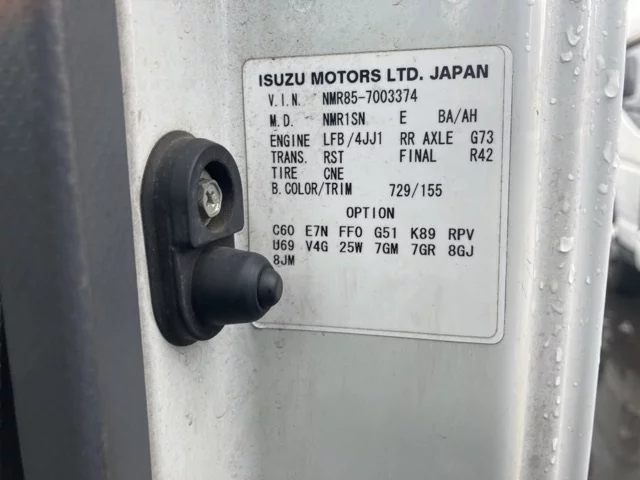 ISUZU MOTORS LTD. JAPAN
V.I.N. NMR85-7003374
M.D. NMR1SN E BA/AH
ENGINE LFB/4JJ1 RR AXLE G73
TRANS. RST FINAL R42
TIRE CNE
B.COLOR/TRIM 729/155
OPTION
C60 E7N FF0 G51 K89 RPV
U69 V4G 25W 7GM 7GR 8GJ
8JM